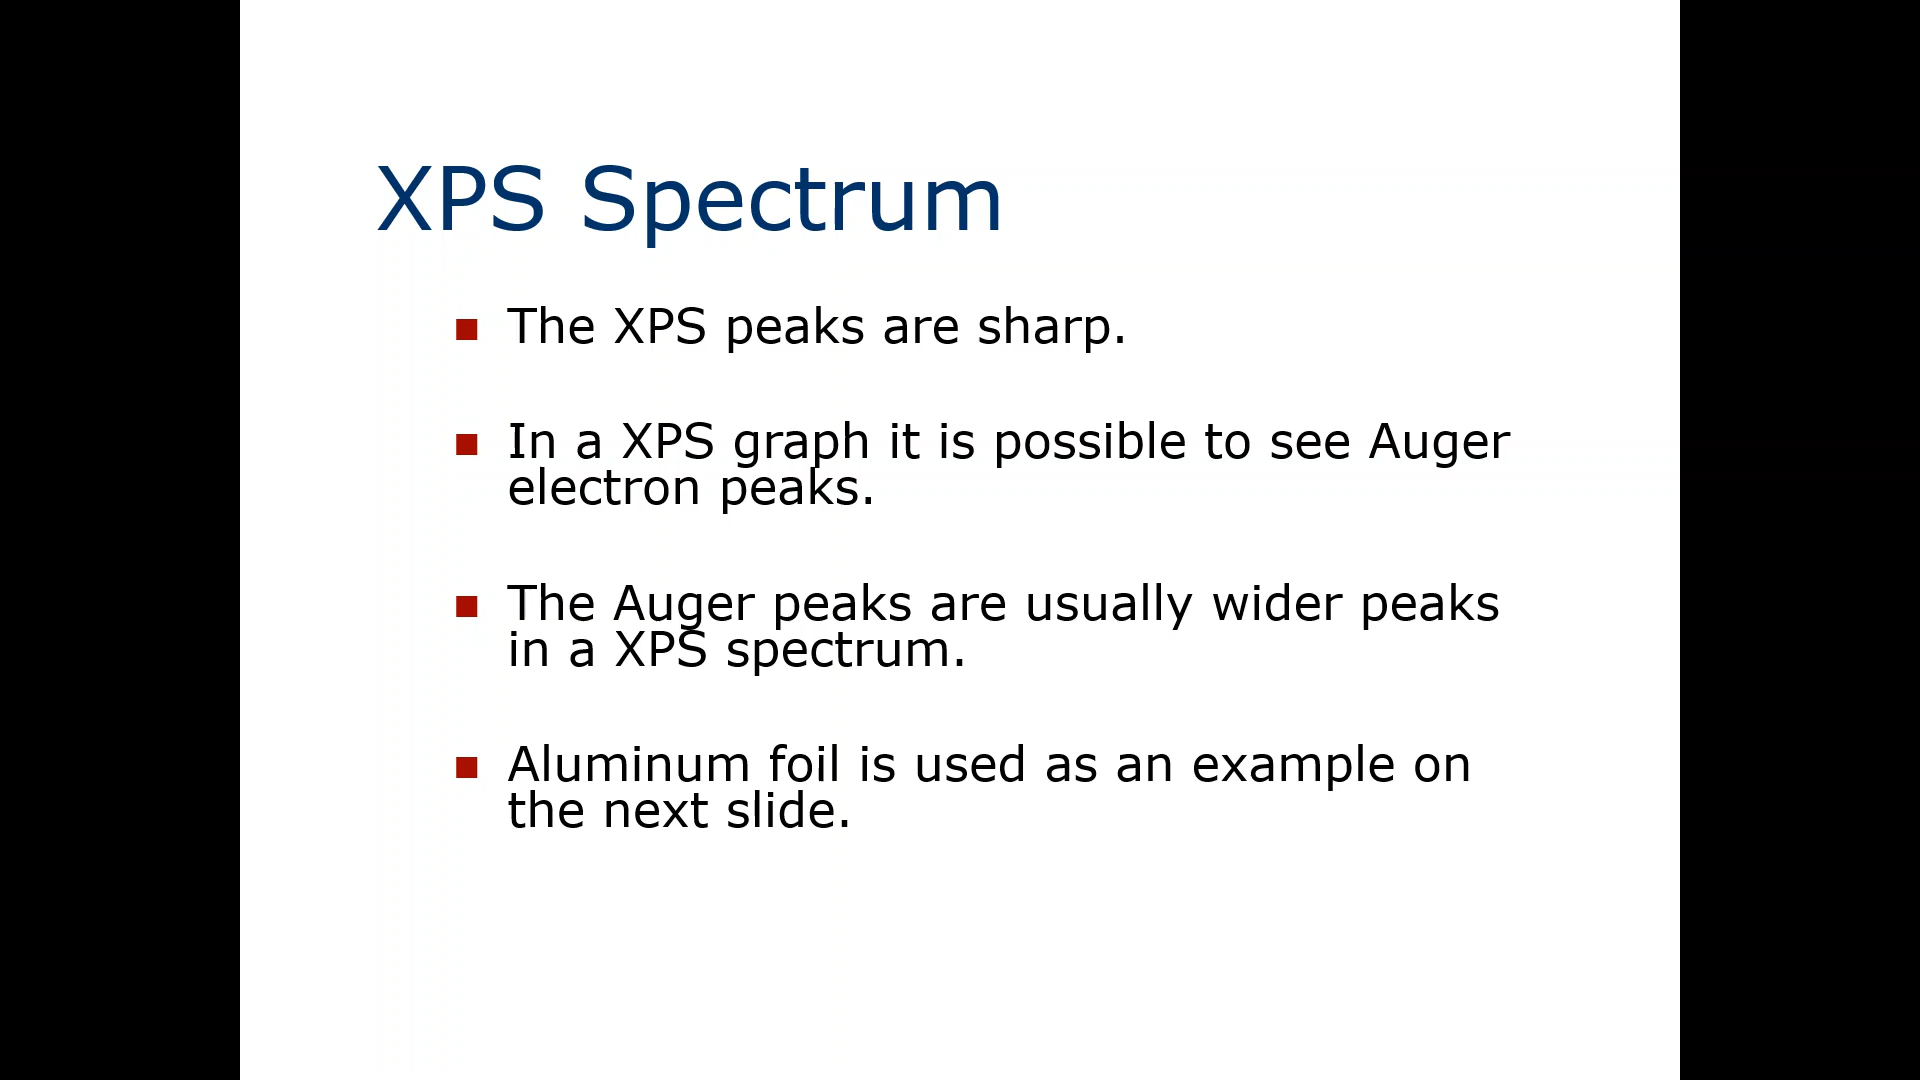 XPS Spectrum
The XPS peaks are sharp.
In a XPS graph it is possible to see Auger
electron peaks.
The Auger peaks are usually wider peaks
in a XPS spectrum.
Aluminum foil is used as an example on
the next slide.